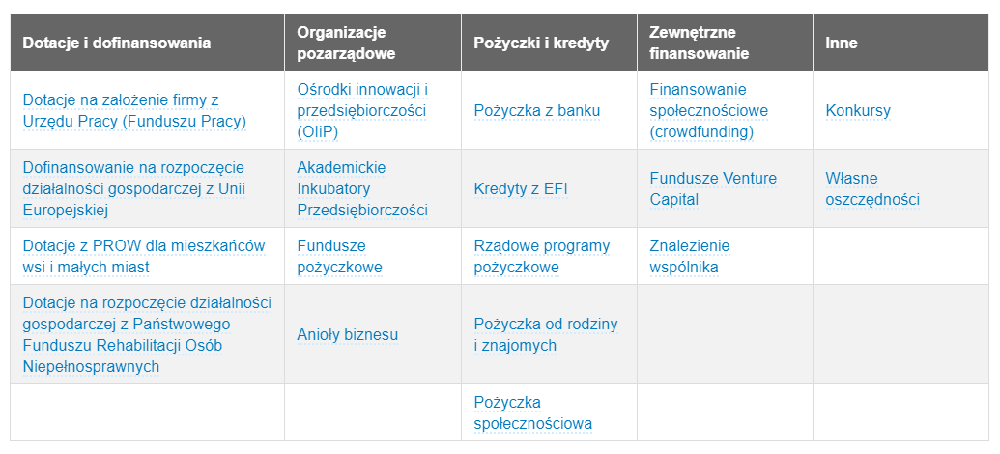 Dotacje i dofinansowania
Organizacje
pozarządowe
Pożyczki i kredyty
Zewnętrzne
finansowanie
Inne
Dotacje na założenie firmy z
Urzędu Pracy (Funduszu Pracy)
Ośrodki innowacji i
przedsiębiorczości
(OIiP)
Pożyczka z banku
Finansowanie
społecznościowe
(crowdfunding)
Konkursy
Dofinansowanie na rozpoczęcie
działalności gospodarczej z Unii
Europejskiej
Akademickie
Inkubatory
Przedsiębiorczości
Kredyty z EFI
Fundusze Venture
Capital
Własne
oszczędności
Dotacje z PROW dla mieszkańców
wsi i małych miast
Fundusze
pożyczkowe
Rządowe programy
pożyczkowe
Znalezienie
wspólnika
Dotacje na rozpoczęcie działalności
gospodarczej z Państwowego
Funduszu Rehabilitacji Osób
Niepełnosprawnych
Anioły biznesu
Pożyczka od rodziny
i znajomych
Pożyczka
społecznościowa